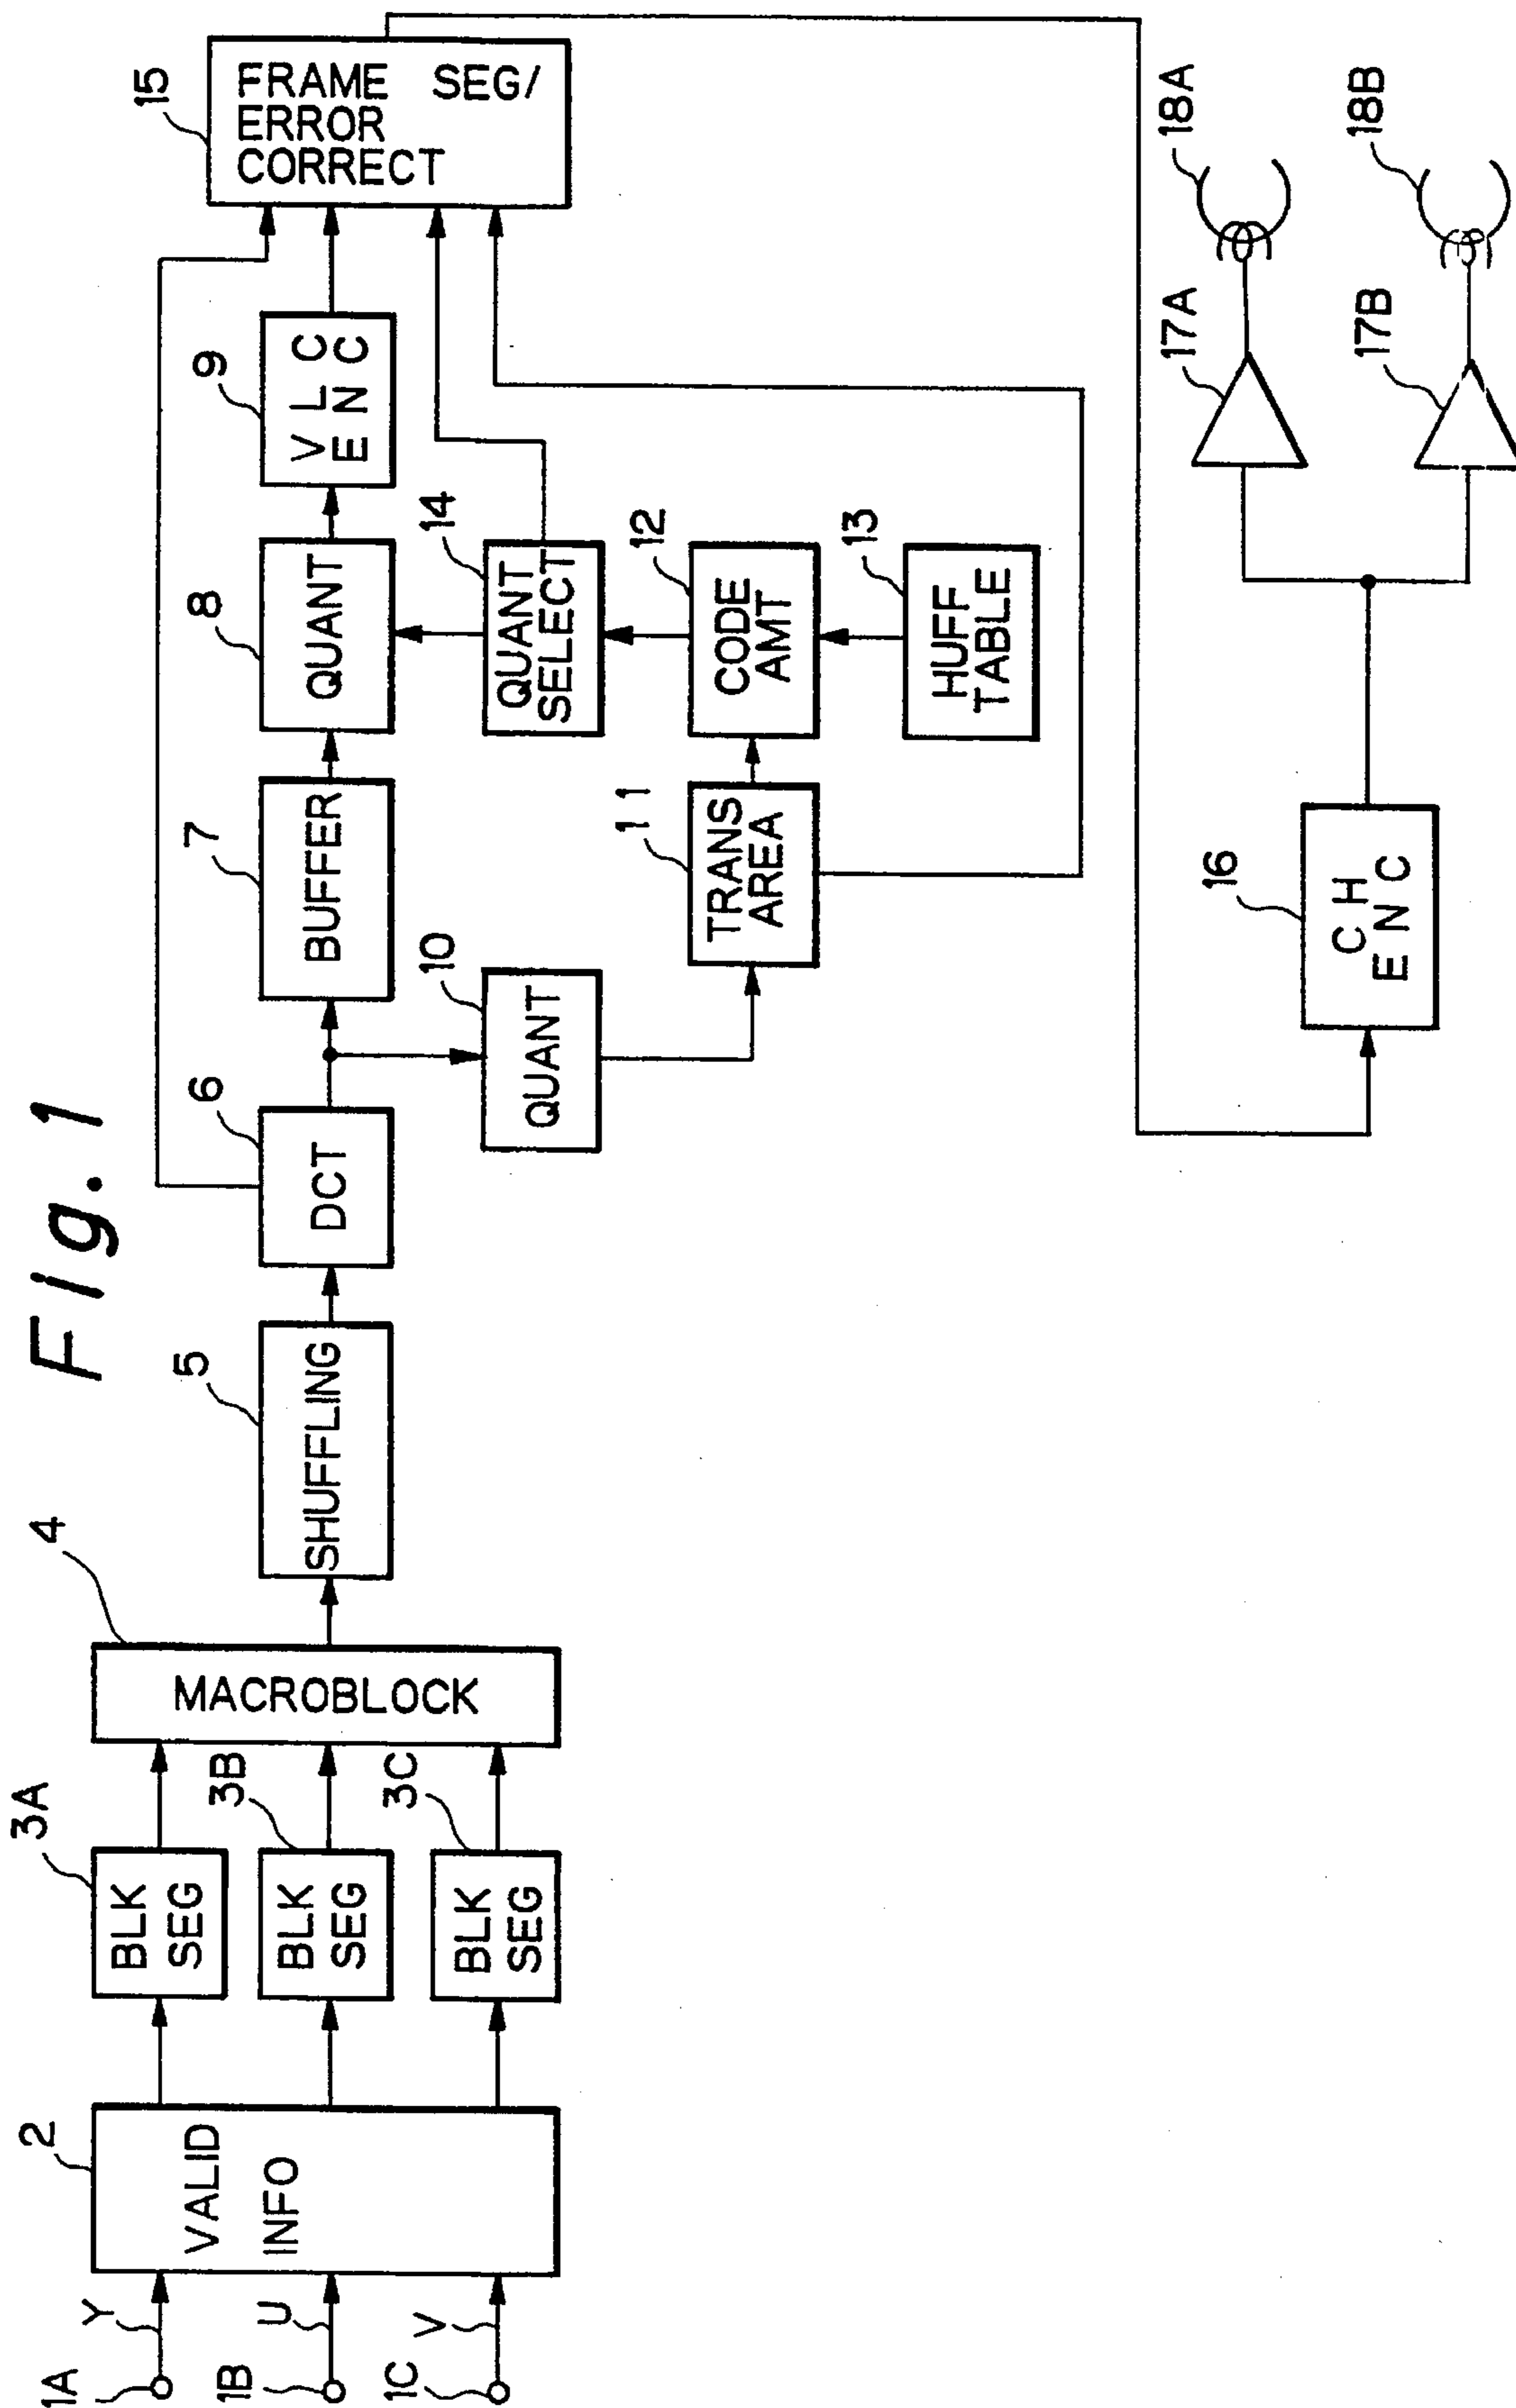 Fig. 1
1A
Y
1B
U
1C
V
2
VALID
INFO
3A
BLK
SEG
3B
BLK
SEG
3C
BLK
SEG
4
MACROBLOCK
5
SHUFFLING
6
DCT
7
BUFFER
8
QUANT
9
VLC
ENC
10
QUANT
11
TRANS
AREA
12
CODE
AMT
13
HUFF
TABLE
14
QUANT
SELECT
15
FRAME SEG/
ERROR
CORRECT
16
CH
ENC
17A
18A
17B
18B